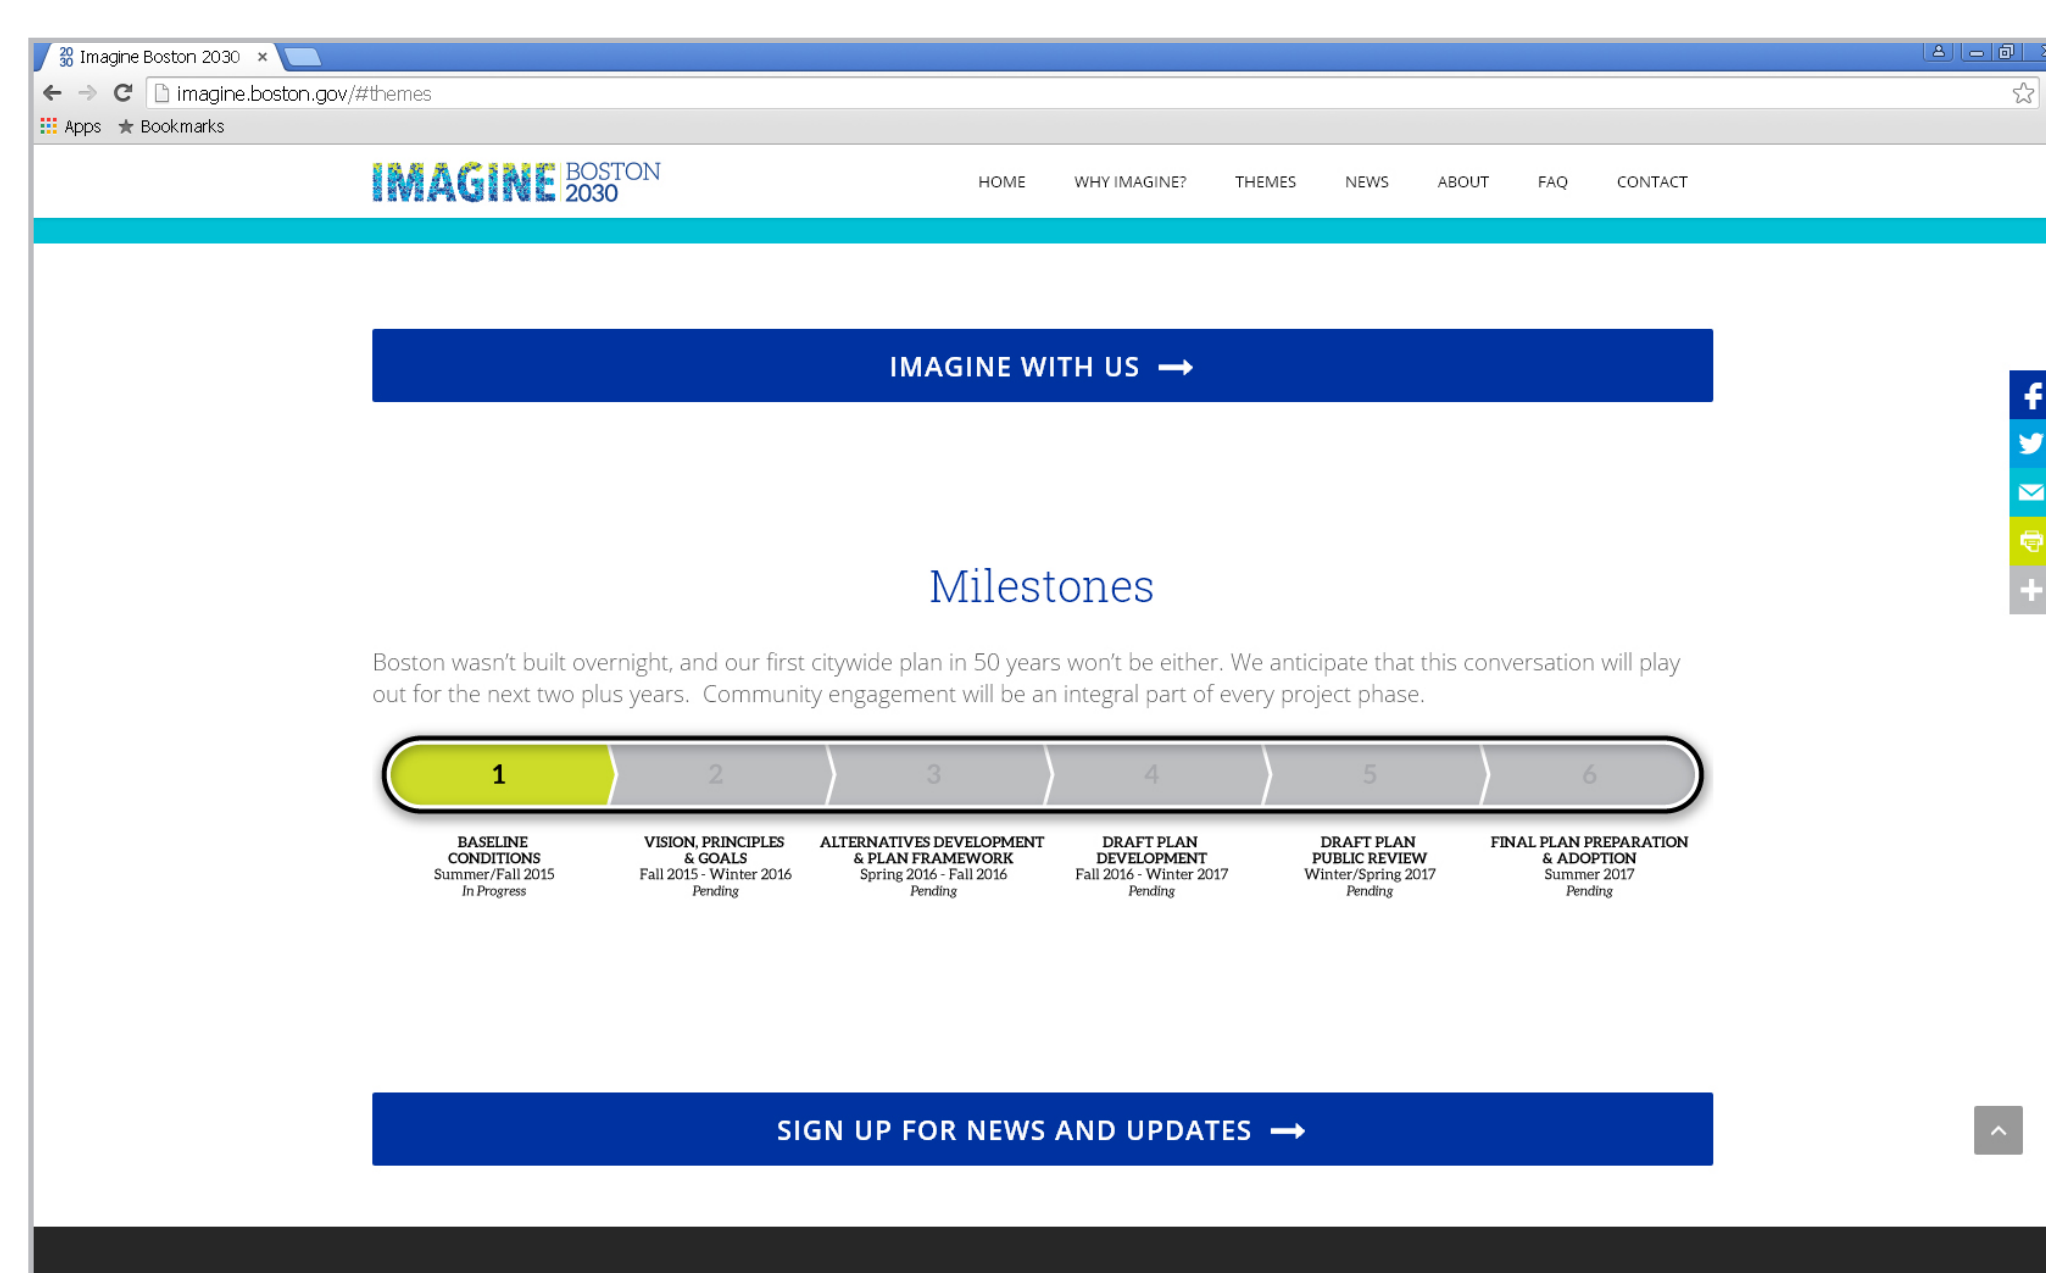 20
30 Imagine Boston 2030
imagine.boston.gov/#themes
Apps Bookmarks
IMAGINE BOSTON
2030
HOME WHY IMAGINE? THEMES NEWS ABOUT FAQ CONTACT
IMAGINE WITH US
Milestones
Boston wasn't built overnight, and our first citywide plan in 50 years won't be either. We anticipate that this conversation will play
out for the next two plus years.  Community engagement will be an integral part of every project phase.
1 2 3 4 5 6
BASELINE
CONDITIONS
Summer/Fall 2015
In Progress
VISION, PRINCIPLES
& GOALS
Fall 2015 - Winter 2016
Pending
ALTERNATIVES DEVELOPMENT
& PLAN FRAMEWORK
Spring 2016 - Fall 2016
Pending
DRAFT PLAN
DEVELOPMENT
Fall 2016 - Winter 2017
Pending
DRAFT PLAN
PUBLIC REVIEW
Winter/Spring 2017
Pending
FINAL PLAN PREPARATION
& ADOPTION
Summer 2017
Pending
SIGN UP FOR NEWS AND UPDATES